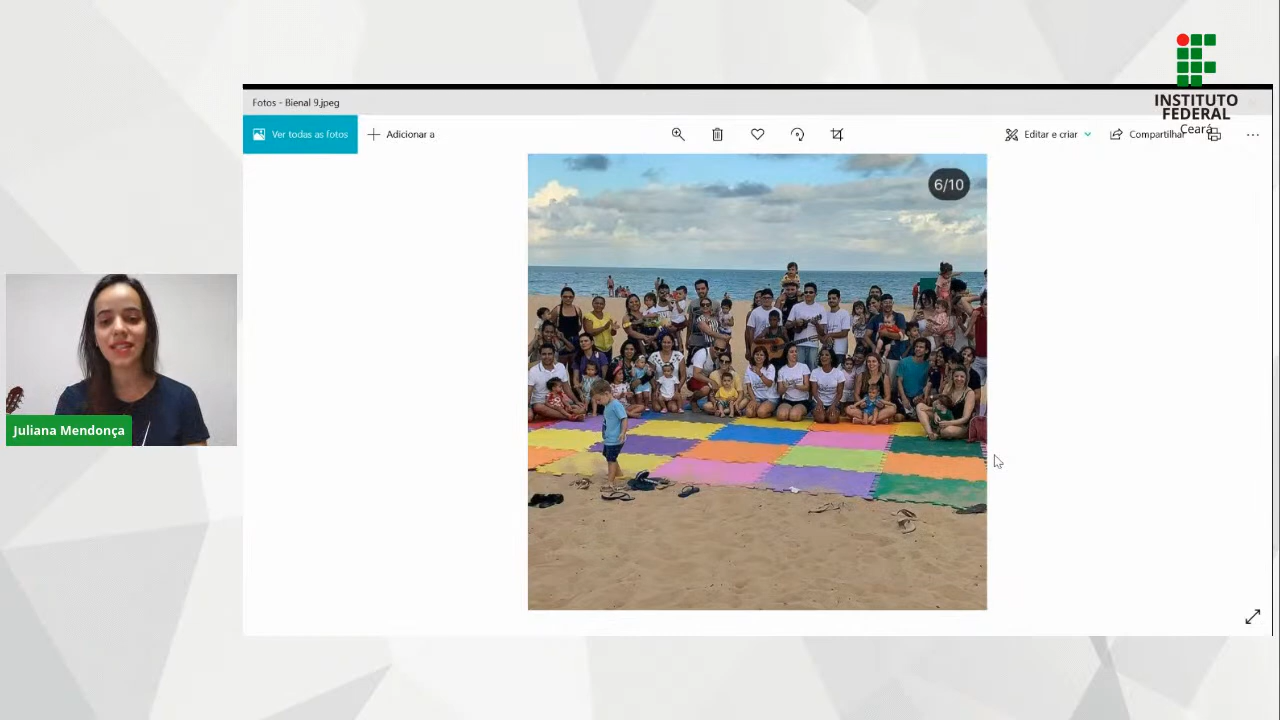 INSTITUTO
FEDERAL
Ceará
Fotos - Bienal 9.jpeg
Ver todas as fotos
Adicionar a
Editar e criar
Compartilhar
6/10
Juliana Mendonça